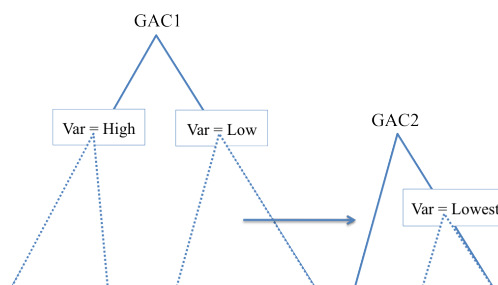 GAC1
Var = High
Var = Low
GAC2
Var = Lowest